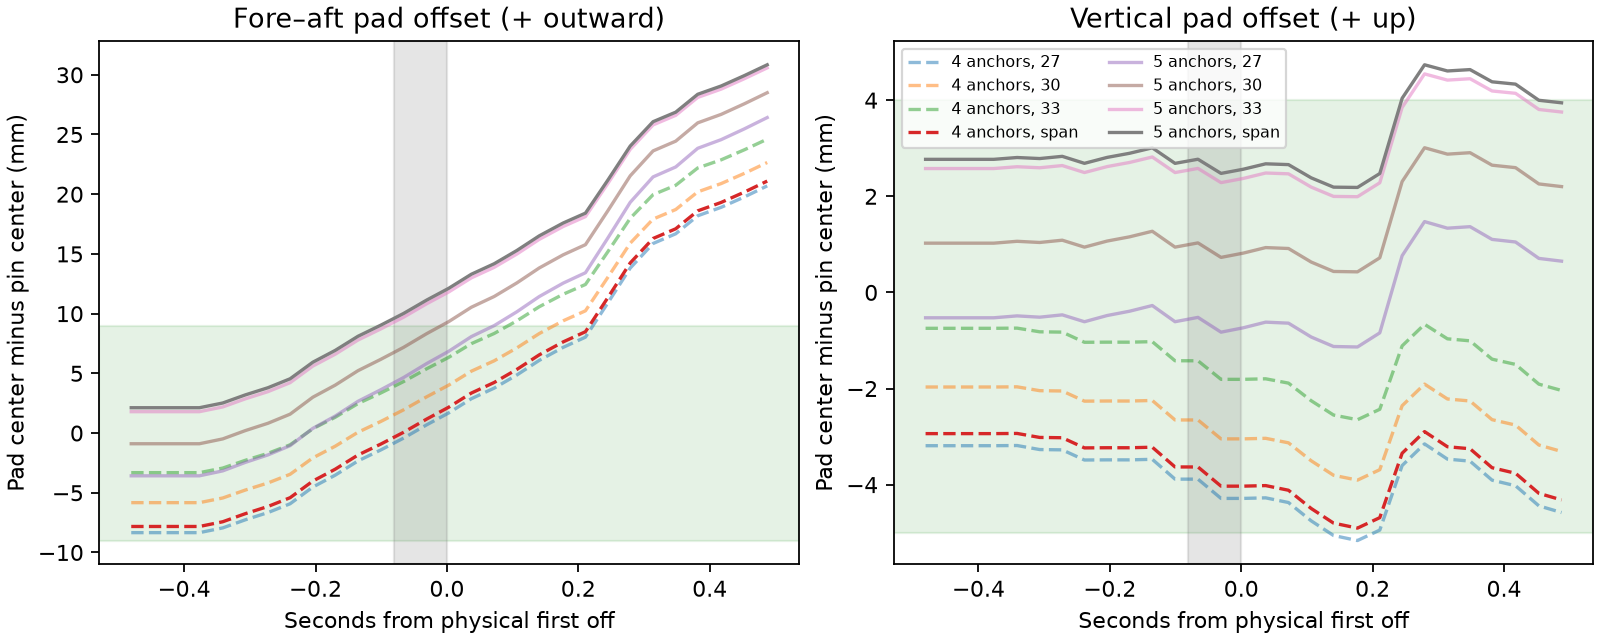 Fore–aft pad offset (+ outward)
Pad center minus pin center (mm)
30
25
20
15
10
5
0
−5
−10
−0.4
−0.2
0.0
0.2
0.4
Seconds from physical first off
Vertical pad offset (+ up)
Pad center minus pin center (mm)
4
2
0
−2
−4
4 anchors, 27
4 anchors, 30
4 anchors, 33
4 anchors, span
5 anchors, 27
5 anchors, 30
5 anchors, 33
5 anchors, span
−0.4
−0.2
0.0
0.2
0.4
Seconds from physical first off